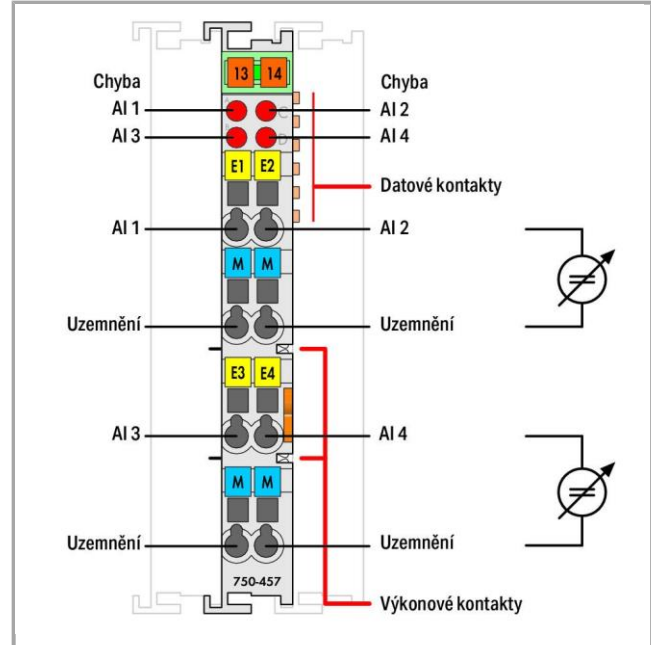 13 14
Chyba Chyba
AI 1 AI 2
C
AI 3 AI 4
D
E1 E2
Datové kontakty
AI 1 AI 2
M M
Uzemnění Uzemnění
E3 E4
AI 3 AI 4
M M
Uzemnění Uzemnění
750-457
Výkonové kontakty